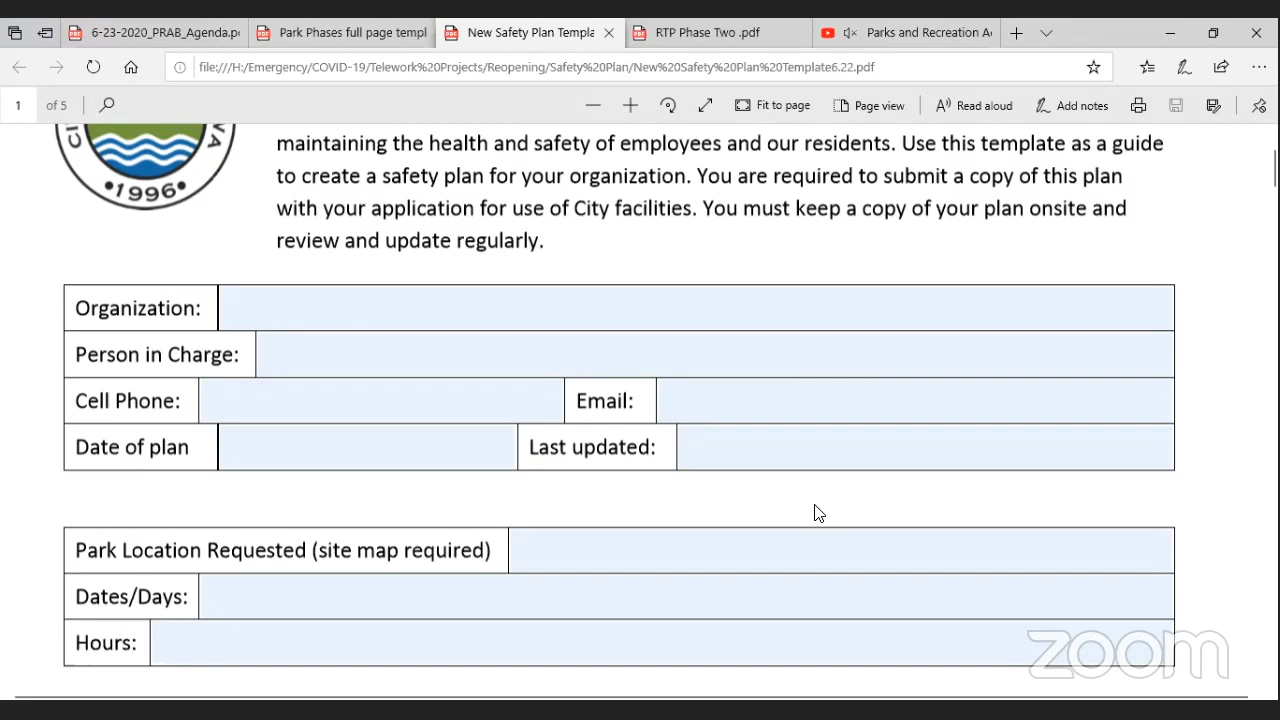 6-23-2020_PRAB_Agenda.p
Park Phases full page templ
New Safety Plan Templa
RTP Phase Two .pdf
Parks and Recreation A
file:///H:/Emergency/COVID-19/Telework%20Projects/Reopening/Safety%20Plan/New%20Safety%20Plan%20Template6.22.pdf
1 of 5
Fit to page
Page view
Read aloud
Add notes
maintaining the health and safety of employees and our residents. Use this template as a guide
to create a safety plan for your organization. You are required to submit a copy of this plan
with your application for use of City facilities. You must keep a copy of your plan onsite and
review and update regularly.
•1996•
Organization:
Person in Charge:
Cell Phone:
Email:
Date of plan
Last updated:
Park Location Requested (site map required)
Dates/Days:
Hours:
zoom